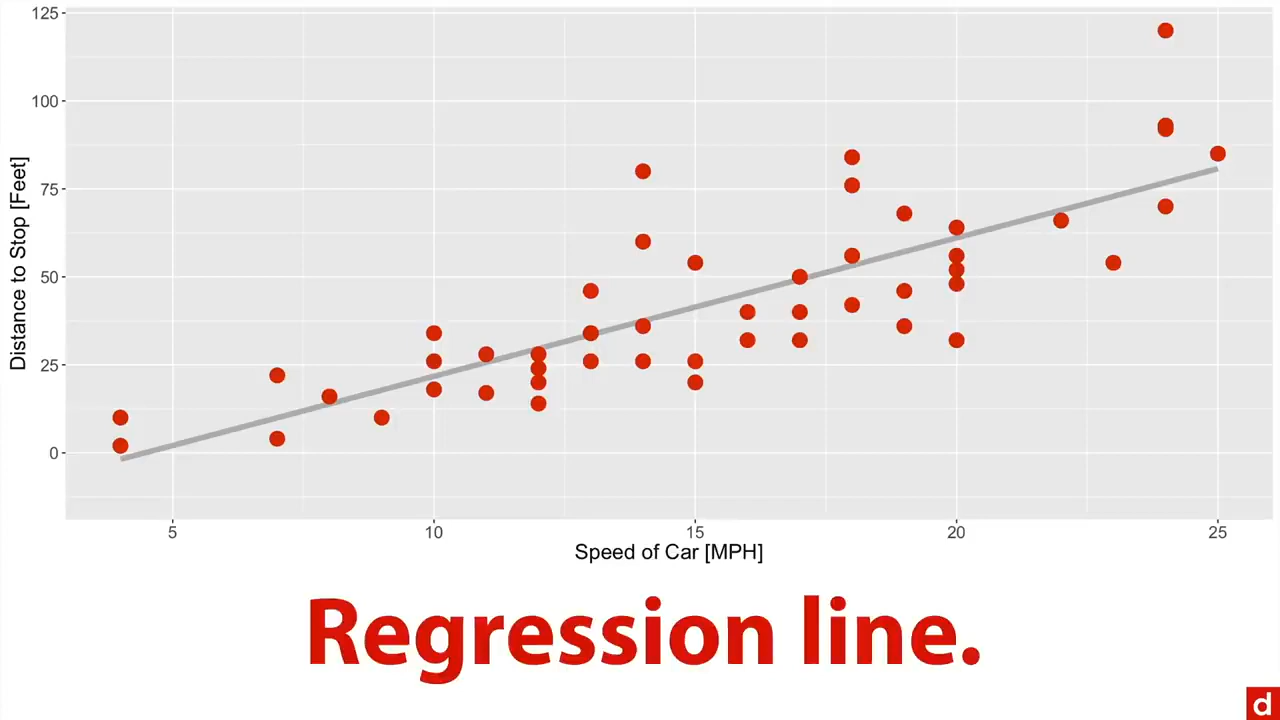 125
100
75
50
25
0
Distance to Stop [Feet]
5 10 15 20 25
Speed of Car [MPH]
Regression line.
d